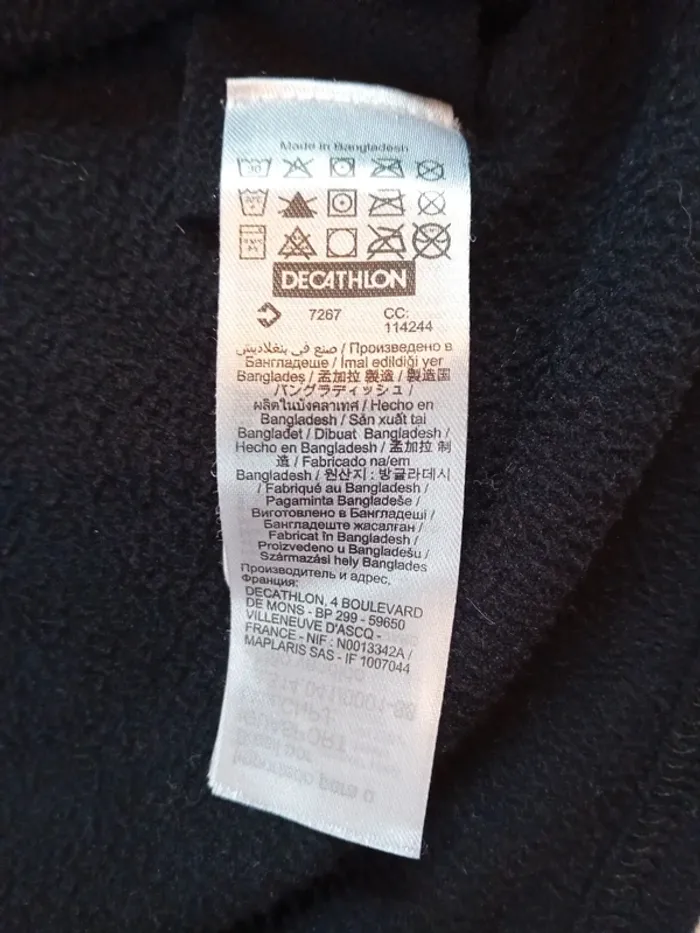 Made in Bangladesh
30
DECATHLON
7267 CC:
114244
صنع في بنغلاديش / Произведено в
Бангладеше / İmal edildiği yer
Bangladeş / 孟加拉 製造 / 製造国
バングラディッシュ /
ผลิตในบังคลาเทศ / Hecho en
Bangladesh / Sản xuất tại
Bangladet / Dibuat Bangladesh /
Hecho en Bangladesh / 孟加拉 制
造 / Fabricado na/em
Bangladesh / 원산지 : 방글라데시
/ Fabriqué au Bangladesh /
Pagaminta Bangladeše /
Виготовлено в Бангладеші /
Бангладеште жасалған /
Fabricat în Bangladesh /
Proizvedeno u Bangladešu /
Származási hely Banglades
Производитель и адрес,
Франция:
DECATHLON, 4 BOULEVARD
DE MONS - BP 299 - 59650
VILLENEUVE D'ASCQ -
FRANCE - NIF : N0013342A /
MAPLARIS SAS - IF 1007044